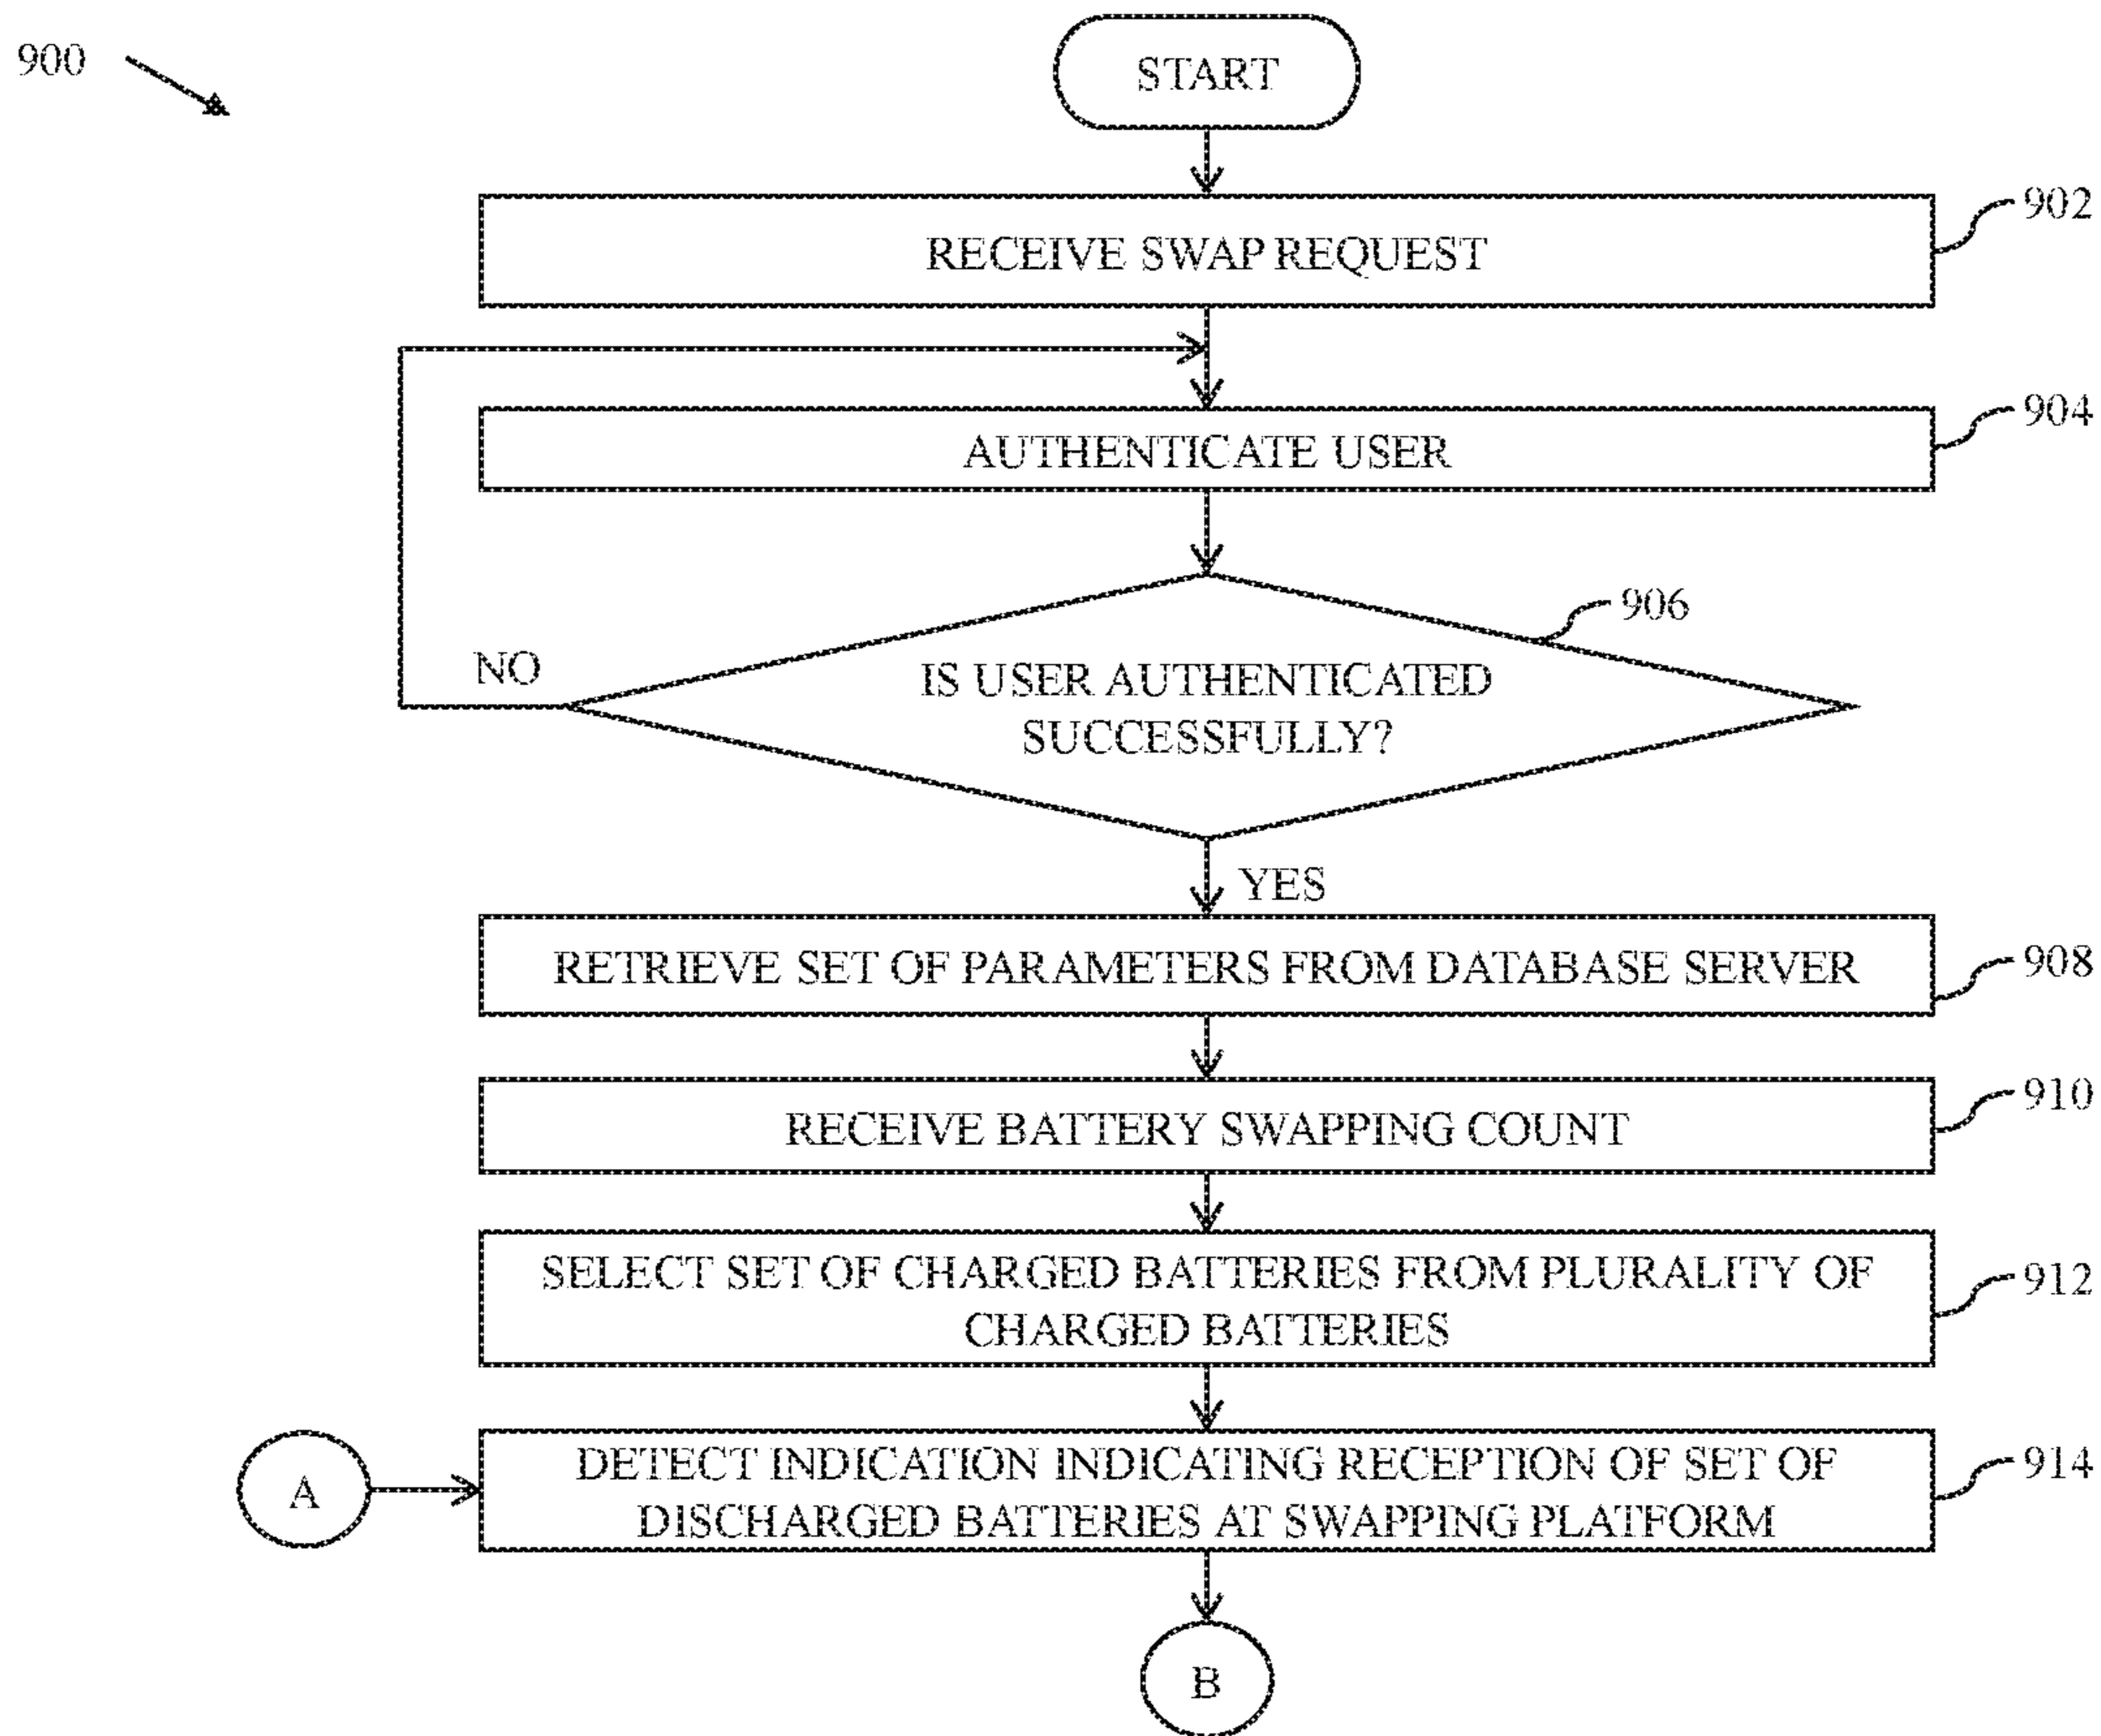 900
START
RECEIVE SWAP REQUEST
902
AUTHENTICATE USER
904
906
NO
IS USER AUTHENTICATED
SUCCESSFULLY?
YES
RETRIEVE SET OF PARAMETERS FROM DATABASE SERVER
908
RECEIVE BATTERY SWAPPING COUNT
910
SELECT SET OF CHARGED BATTERIES FROM PLURALITY OF
CHARGED BATTERIES
912
A
DETECT INDICATION INDICATING RECEPTION OF SET OF
DISCHARGED BATTERIES AT SWAPPING PLATFORM
914
B